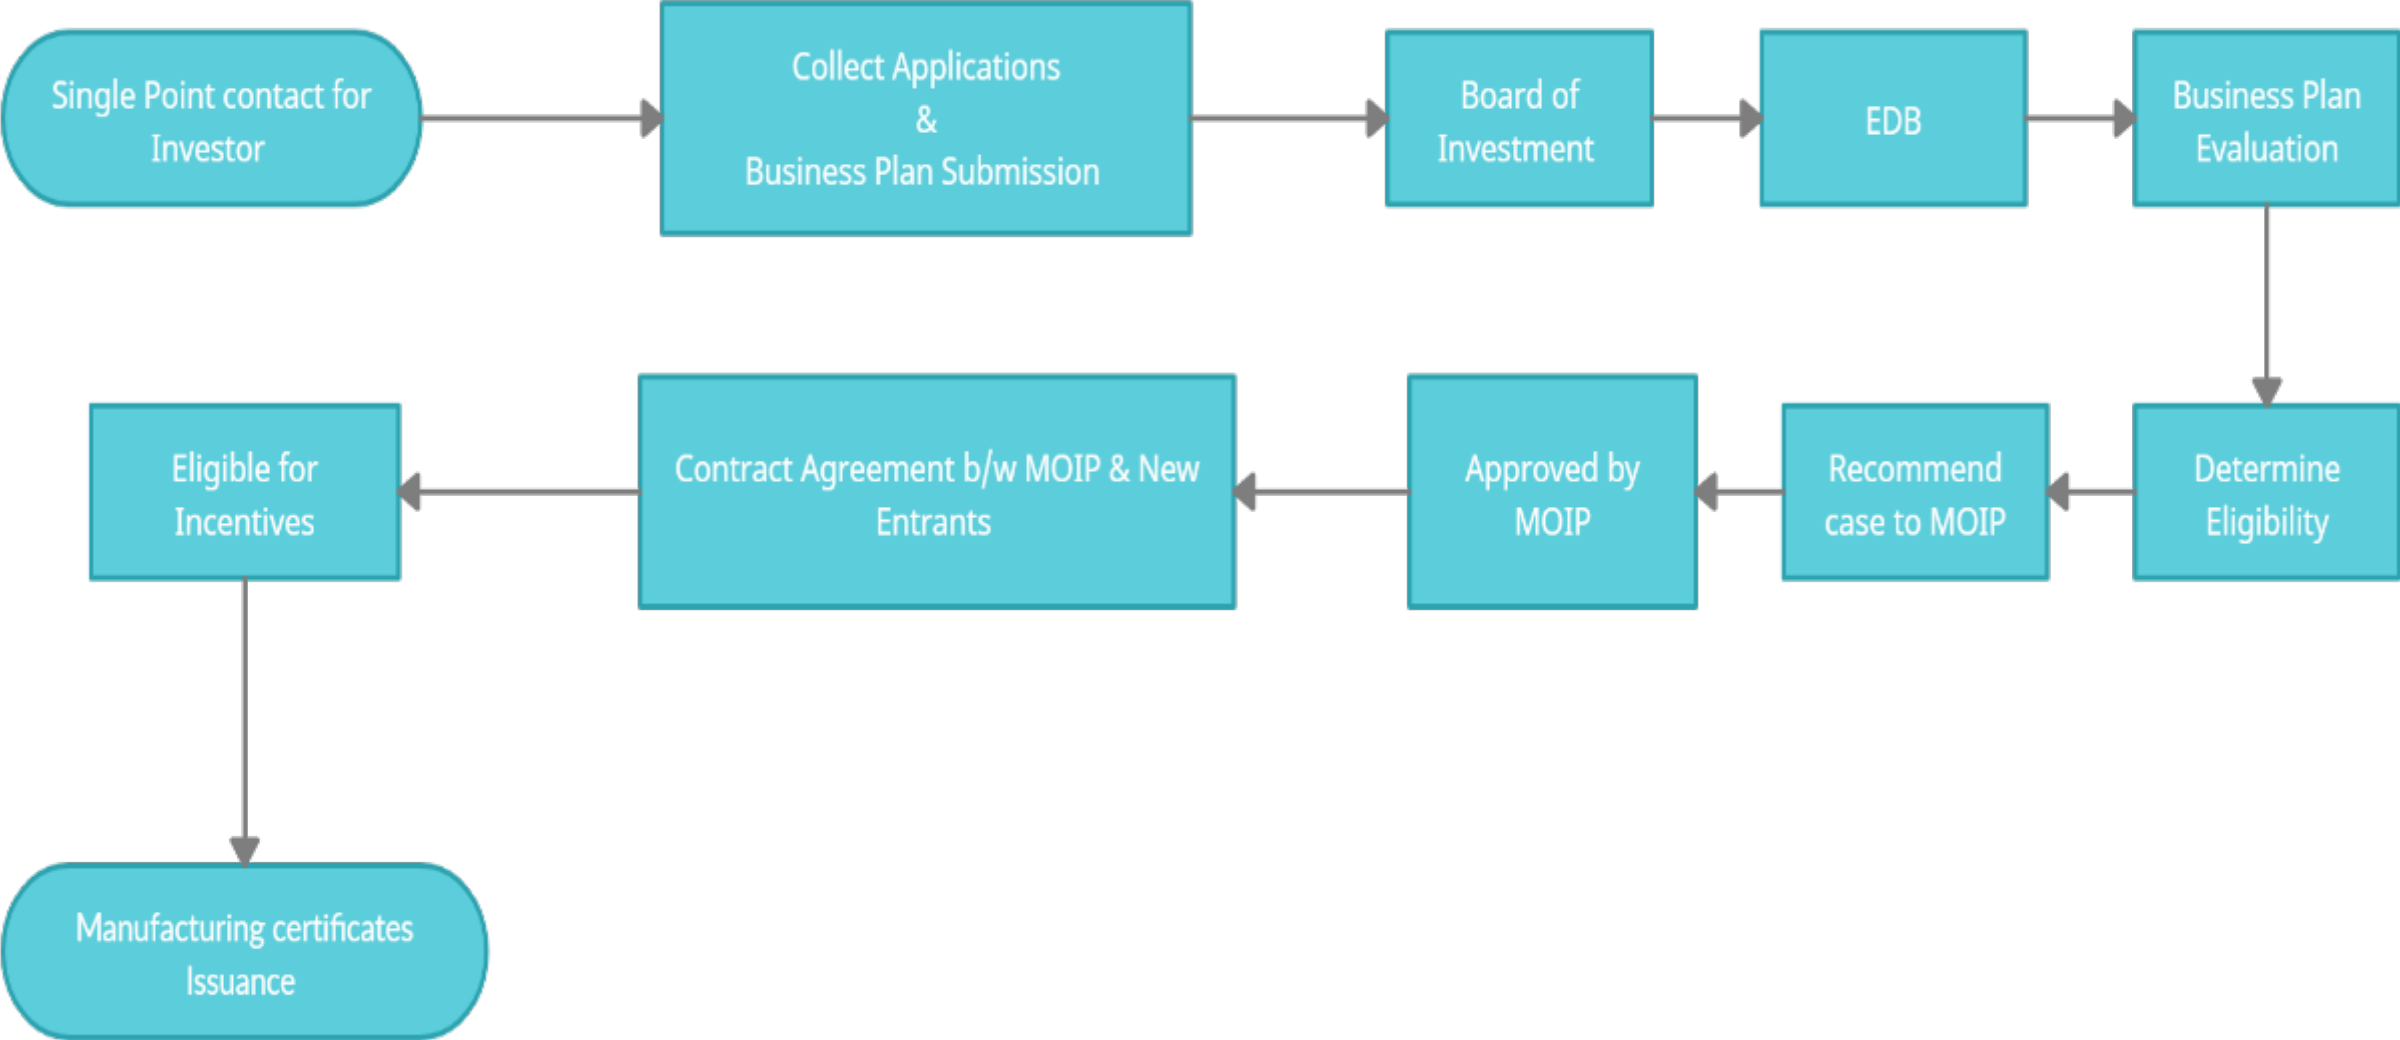 Single Point contact for
Investor
Collect Applications
&
Business Plan Submission
Board of
Investment
EDB
Business Plan
Evaluation
Determine
Eligibility
Recommend
case to MOIP
Approved by
MOIP
Contract Agreement b/w MOIP & New
Entrants
Eligible for
Incentives
Manufacturing certificates
Issuance